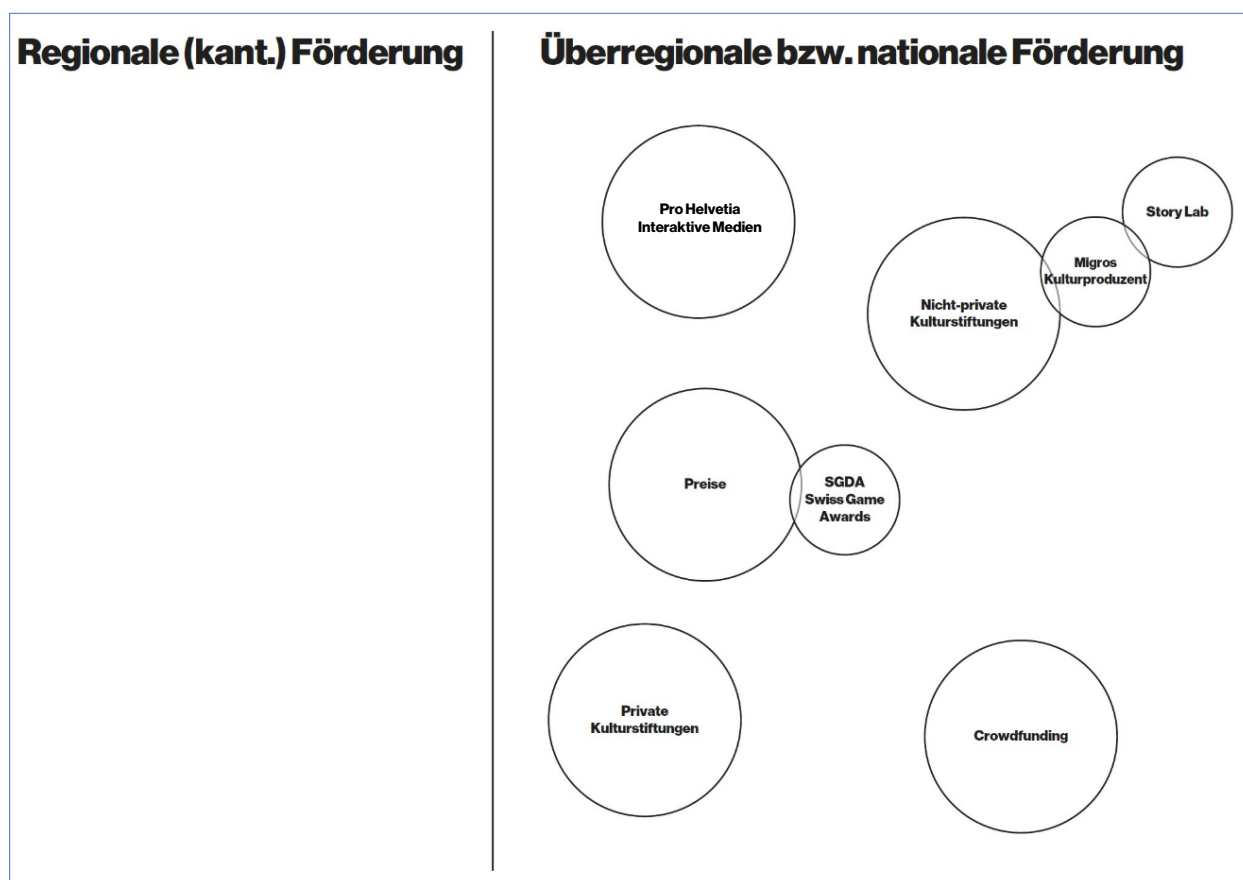 Regionale (kant.) Förderung
Überregionale bzw. nationale Förderung
Pro Helvetia
Interaktive Medien
Story Lab
Migros
Kulturproduzent
Nicht-private
Kulturstiftungen
Preise
SGDA
Swiss Game
Awards
Private
Kulturstiftungen
Crowdfunding